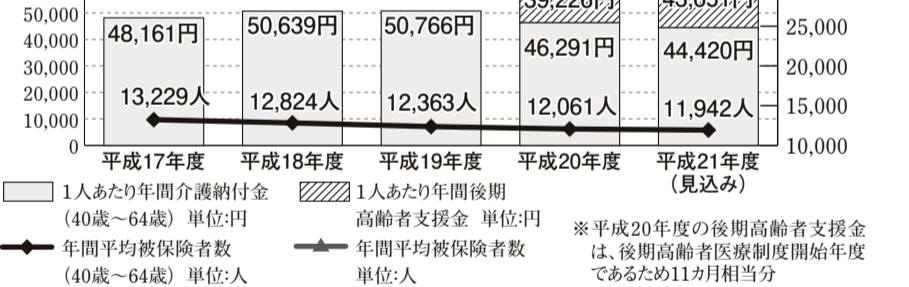 50,000
40,000
30,000
20,000
10,000
0
25,000
20,000
15,000
10,000
48,161円
50,639円
50,766円
46,291円
44,420円
13,229人
12,824人
12,363人
12,061人
11,942人
平成17年度
平成18年度
平成19年度
平成20年度
平成21年度
(見込み)
1人あたり年間介護納付金
(40歳〜64歳) 単位:円
1人あたり年間後期
高齢者支援金 単位:円
年間平均被保険者数
(40歳〜64歳) 単位:人
年間平均被保険者数
単位:人
※平成20年度の後期高齢者支援金
は、後期高齢者医療制度開始年度
であるため11カ月相当分